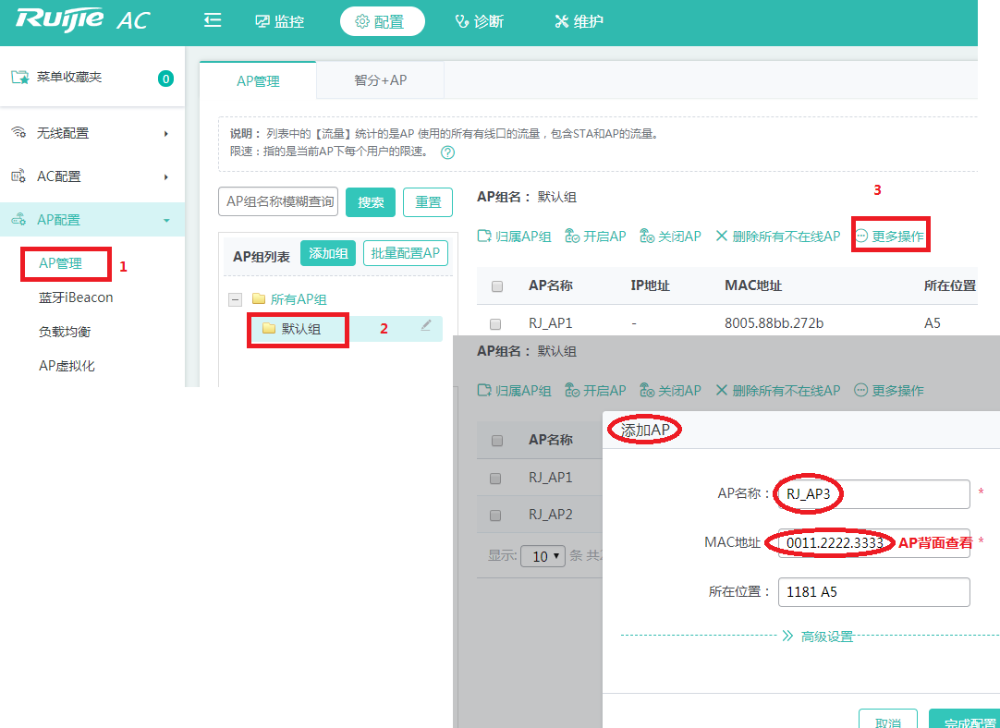 Ruijie AC
监控
配置
诊断
维护
菜单收藏夹
0
无线配置
AC配置
AP配置
AP管理
1
蓝牙iBeacon
负载均衡
AP虚拟化
AP管理
智分+AP
说明： 列表中的【流量】统计的是AP 使用的所有有线口的流量，包含STA和AP的流量。
限速：指的是当前AP下每个用户的限速。
AP组名称模糊查询
搜索
重置
AP组列表
添加组
批量配置AP
所有AP组
默认组
2
AP组名： 默认组
3
归属AP组
开启AP
关闭AP
删除所有不在线AP
更多操作
AP名称 IP地址 MAC地址 所在位置
RJ_AP1 - 8005.88bb.272b A5
AP组名： 默认组
归属AP组
开启AP
关闭AP
删除所有不在线AP
更多操作
AP名称
RJ_AP1
RJ_AP2
显示: 10 条 共
添加AP
AP名称： RJ_AP3 *
MAC地址 0011.2222.3333 AP背面查看 *
所在位置： 1181 A5
高级设置
取消
完成配置